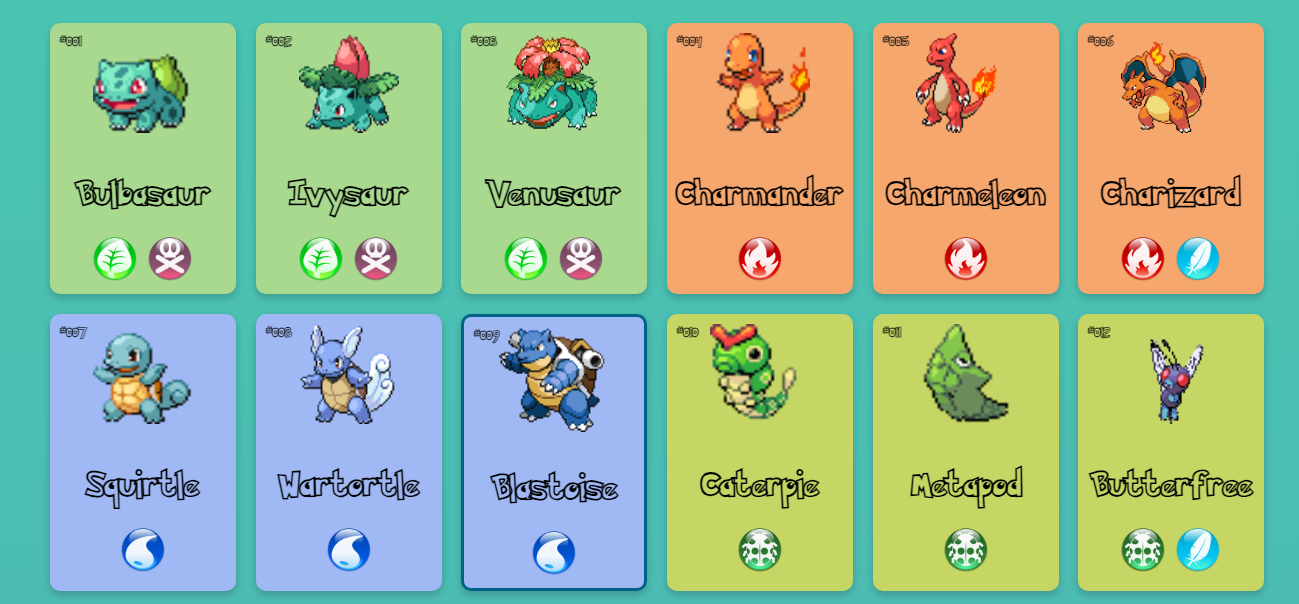 #001
#002
#003
#004
#005
#006
Bulbasaur
Ivysaur
Venusaur
Charmander
Charmeleon
Charizard
#007
#008
#009
#010
#011
#012
Squirtle
Wartortle
Blastoise
Caterpie
Metapod
Butterfree